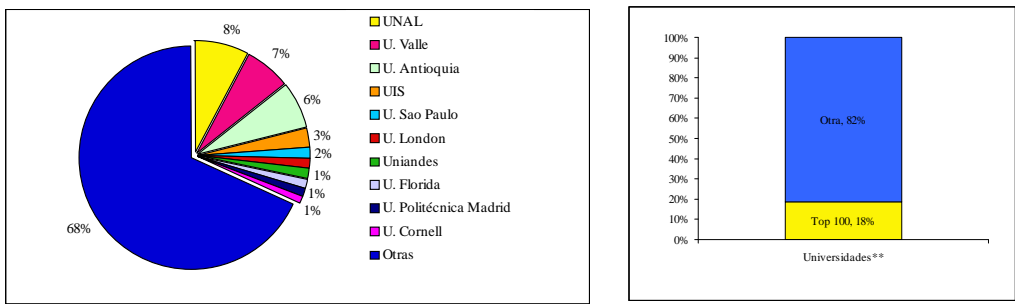 8%
7%
6%
3%
2%
1%
1%
1%
68%
UNAL
U. Valle
U. Antioquia
UIS
U. Sao Paulo
U. London
Uniandes
U. Florida
U. Politécnica Madrid
U. Cornell
Otras
100%
90%
80%
70%
60%
50%
40%
30%
20%
10%
0%
Otra, 82%
Top 100, 18%
Universidades**